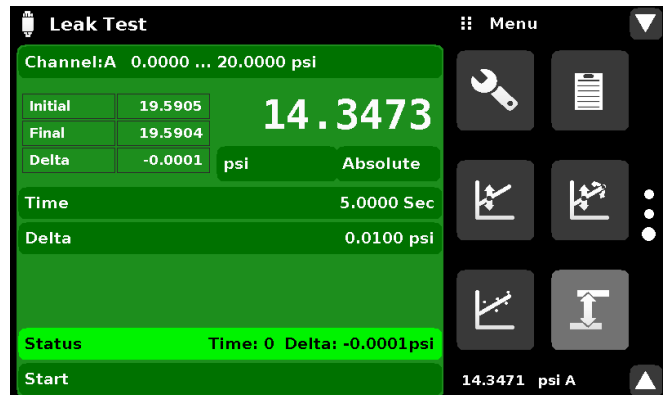 Leak Test
Channel:A 0.0000 ... 20.0000 psi
Initial 19.5905
Final 19.5904
Delta -0.0001
14.3473
psi Absolute
Time 5.0000 Sec
Delta 0.0100 psi
Status Time: 0 Delta: -0.0001psi
Start
Menu
14.3471 psi A